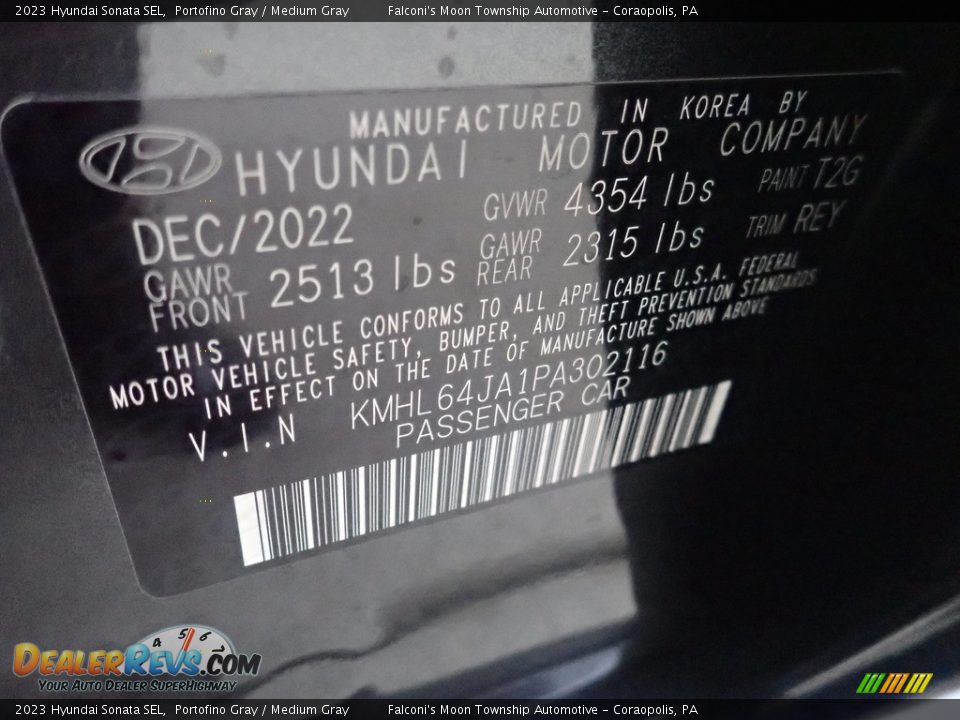 2023 Hyundai Sonata SEL, Portofino Gray / Medium Gray Falconi's Moon Township Automotive - Coraopolis, PA
MANUFACTURED IN KOREA BY
HYUNDAI MOTOR COMPANY
DEC/2022 GVWR 4354 lbs PAINT T2G
GAWR FRONT 2513 lbs GAWR REAR 2315 lbs TRIM REY
THIS VEHICLE CONFORMS TO ALL APPLICABLE U.S.A. FEDERAL
MOTOR VEHICLE SAFETY, BUMPER, AND THEFT PREVENTION STANDARDS
IN EFFECT ON THE DATE OF MANUFACTURE SHOWN ABOVE
V.I.N KMHL64JA1PA302116
PASSENGER CAR
4 5 6
DEALERREVS.COM
YOUR AUTO DEALER SUPERHIGHWAY
2023 Hyundai Sonata SEL, Portofino Gray / Medium Gray Falconi's Moon Township Automotive - Coraopolis, PA